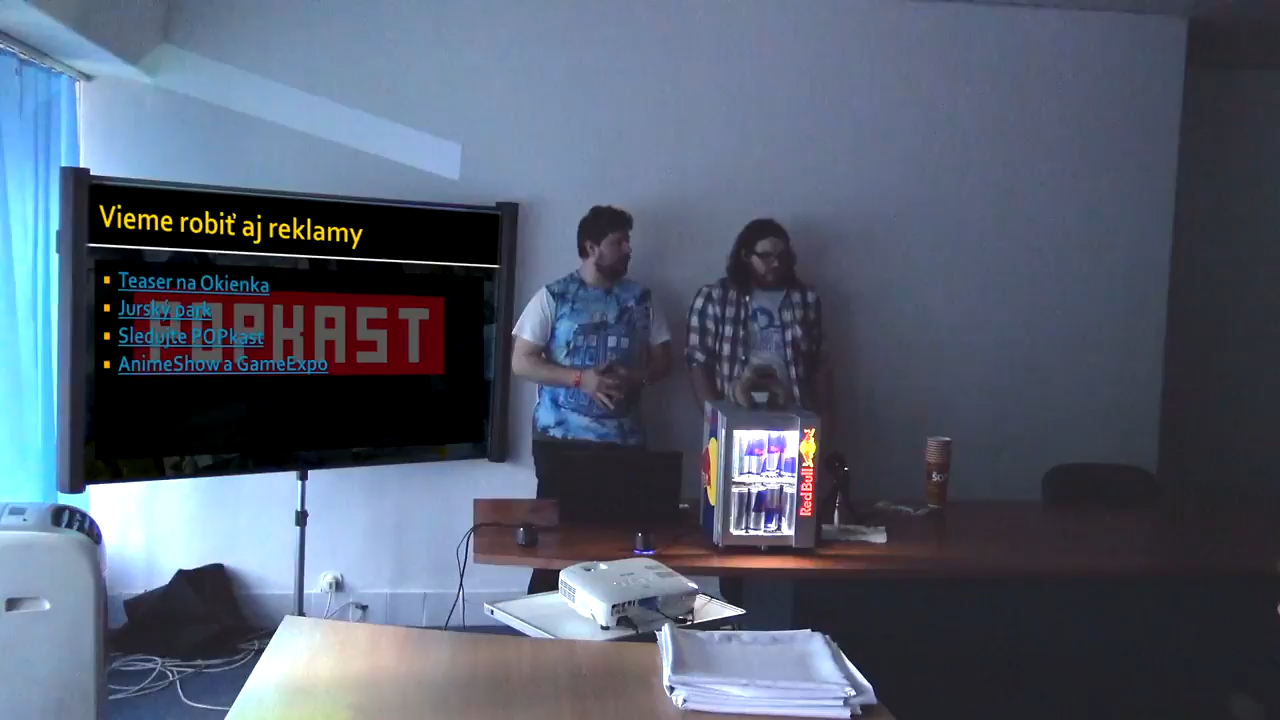 Vieme robiť aj reklamy
Teaser na Okienka
Jurský park
Sledujte POPkast
AnimeShow a GameExpo
POPKAST
Red Bull